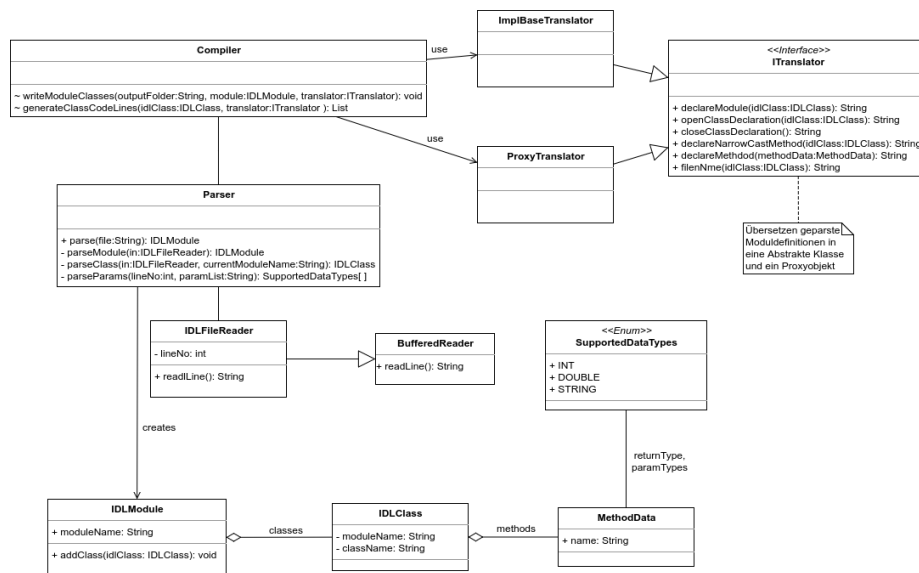 ImplBaseTranslator
Compiler
use
<<Interface>>
ITranslator
~ writeModuleClasses(outputFolder:String, module:IDLModule, translator:ITranslator): void
~ generateClassCodeLines(idlClass:IDLClass, translator:ITranslator ): List
+ declareModule(idlClass:IDLClass): String
+ openClassDeclaration(idlClass:IDLClass): String
+ closeClassDeclaration(): String
+ declareNarrowCastMethod(idlClass:IDLClass): String
+ declareMethdod(methodData:MethodData): String
+ filenNme(idlClass:IDLClass): String
use
ProxyTranslator
Parser
+ parse(file:String): IDLModule
- parseModule(in:IDLFileReader): IDLModule
- parseClass(in:IDLFileReader, currentModuleName:String): IDLClass
- parseParams(lineNo:int, paramList:String): SupportedDataTypes[ ]
Übersetzen geparste
Moduldefinitionen in
eine Abstrakte Klasse
und ein Proxyobjekt
IDLFileReader
- lineNo: int
+ readlLine(): String
BufferedReader
+ readLine(): String
<<Enum>>
SupportedDataTypes
+ INT
+ DOUBLE
+ STRING
creates
returnType,
paramTypes
IDLModule
+ moduleName: String
+ addClass(idlClass: IDLClass): void
classes
IDLClass
- moduleName: String
- className: String
methods
MethodData
+ name: String